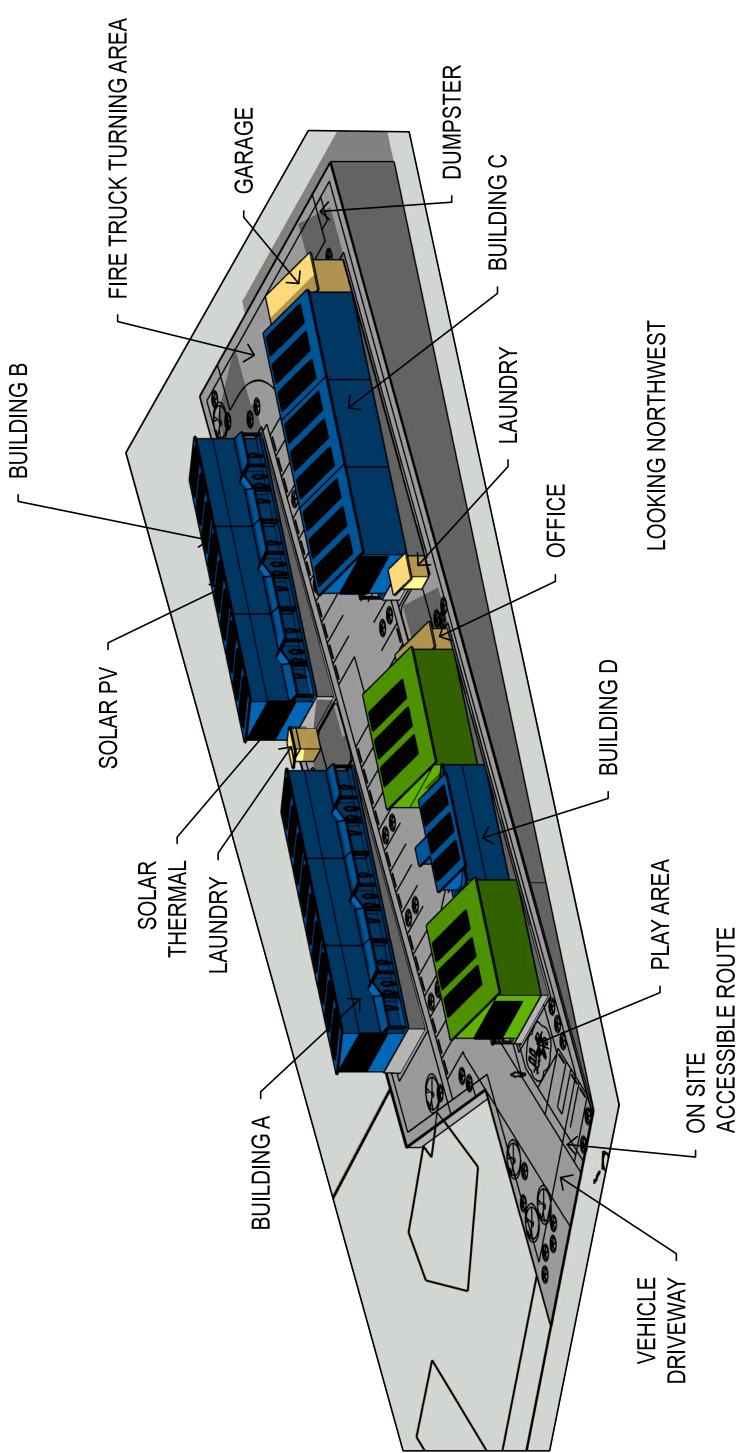 BUILDING B
FIRE TRUCK TURNING AREA
GARAGE
DUMPSTER
BUILDING C
SOLAR PV
LAUNDRY
OFFICE
LOOKING NORTHWEST
SOLAR
THERMAL
LAUNDRY
BUILDING D
BUILDING A
PLAY AREA
ON SITE
ACCESSIBLE ROUTE
VEHICLE
DRIVEWAY